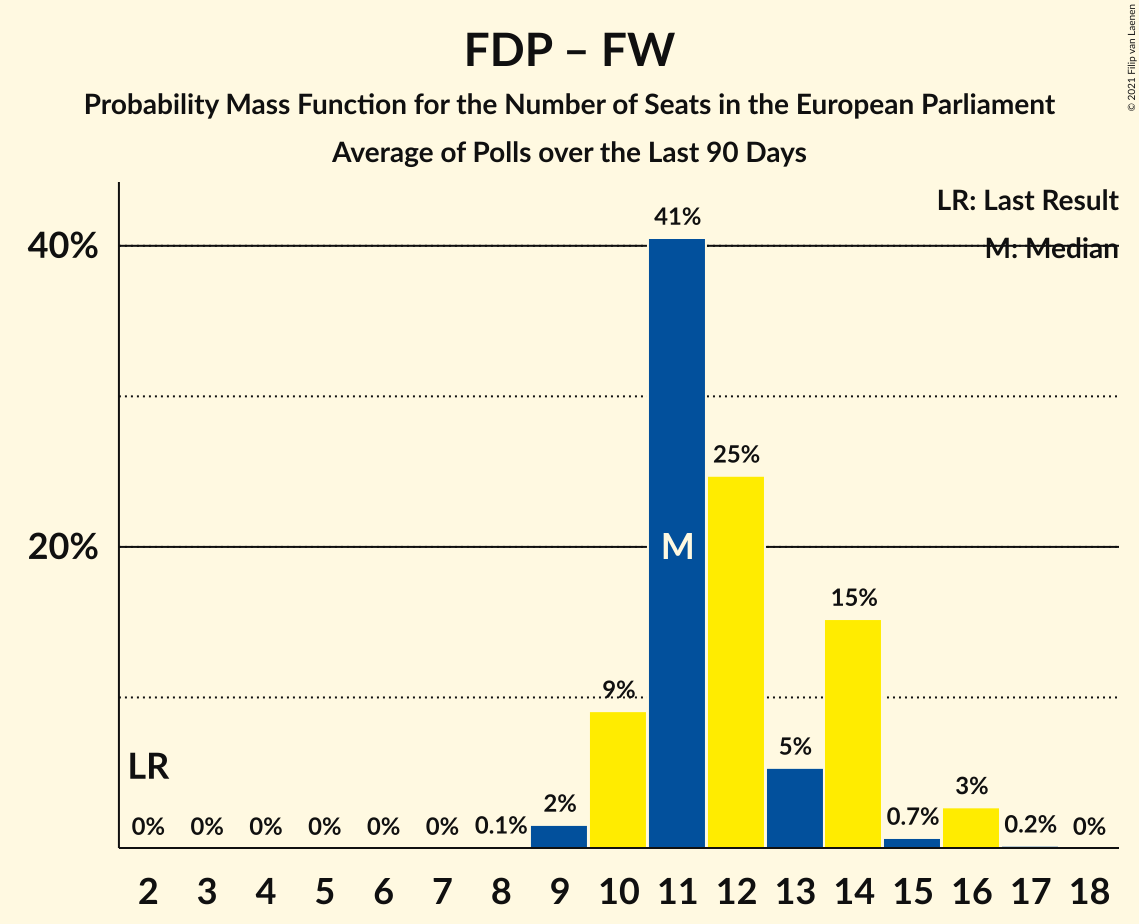 FDP – FW
Probability Mass Function for the Number of Seats in the European Parliament
Average of Polls over the Last 90 Days
© 2021 Filip van Laenen
LR: Last Result
M: Median
40%
20%
41%
25%
M
15%
9%
5%
LR
3%
2%
0% 0% 0% 0% 0% 0% 0.1% 0.7% 0.2% 0%
2 3 4 5 6 7 8 9 10 11 12 13 14 15 16 17 18